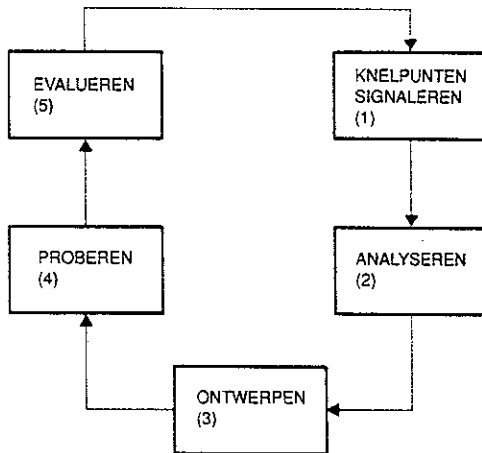 EVALUEREN
(5)
KNELPUNTEN
SIGNALEREN
(1)
PROBEREN
(4)
ANALYSEREN
(2)
ONTWERPEN
(3)